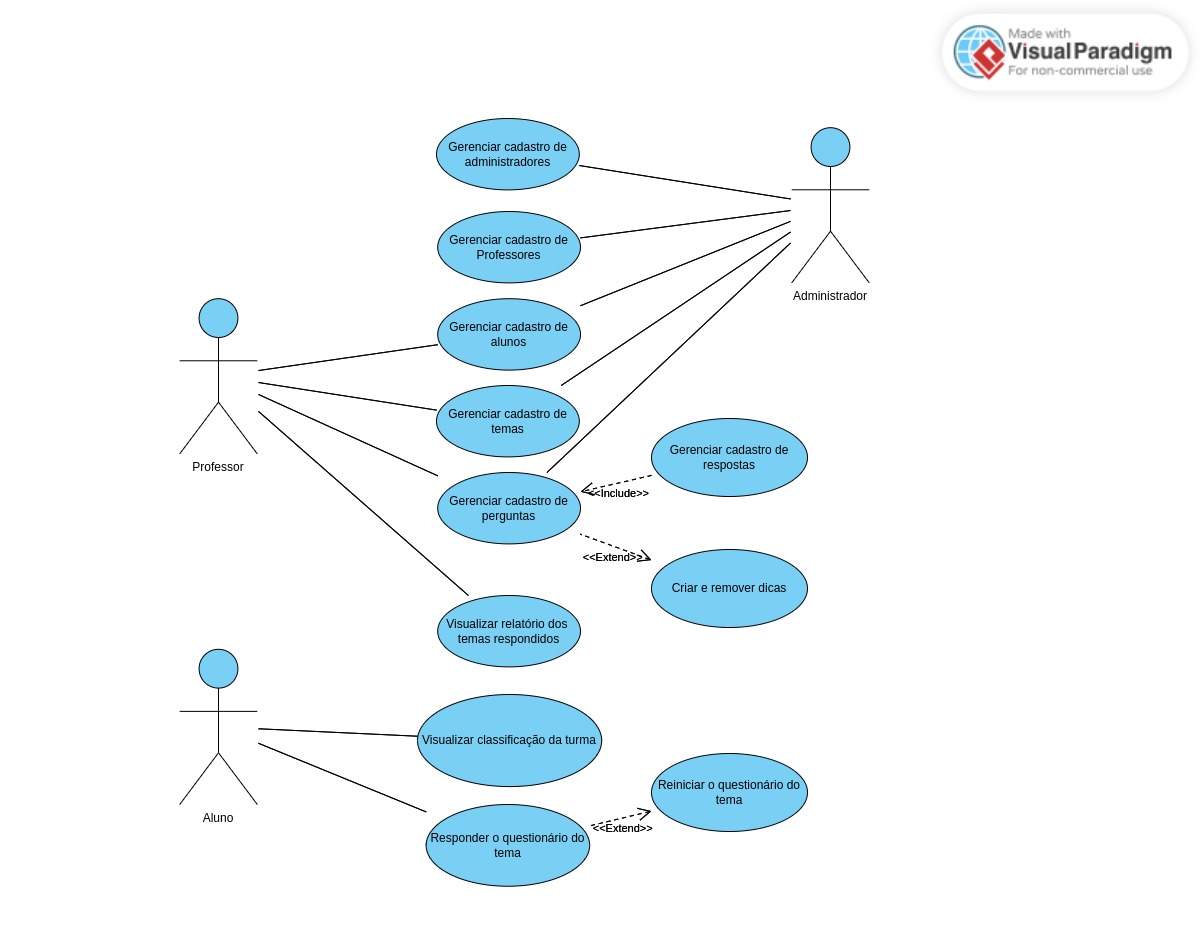 Made with
Visual Paradigm
For non-commercial use
Gerenciar cadastro de
administradores
Gerenciar cadastro de
Professores
Administrador
Gerenciar cadastro de
alunos
Gerenciar cadastro de
temas
Professor
Gerenciar cadastro de
respostas
<<Include>>
Gerenciar cadastro de
perguntas
<<Extend>>
Criar e remover dicas
Visualizar relatório dos
temas respondidos
Visualizar classificação da turma
Aluno
Reiniciar o questionário do
tema
<<Extend>>
Responder o questionário do
tema